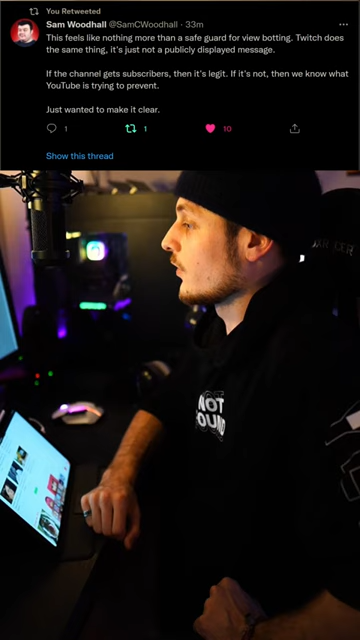 You Retweeted
Sam Woodhall @SamCWoodhall · 33m
This feels like nothing more than a safe guard for view botting. Twitch does
the same thing, it's just not a publicly displayed message.
If the channel gets subscribers, then it's legit. If it's not, then we know what
YouTube is trying to prevent.
Just wanted to make it clear.
1 1 10
Show this thread
NOT
FOUND